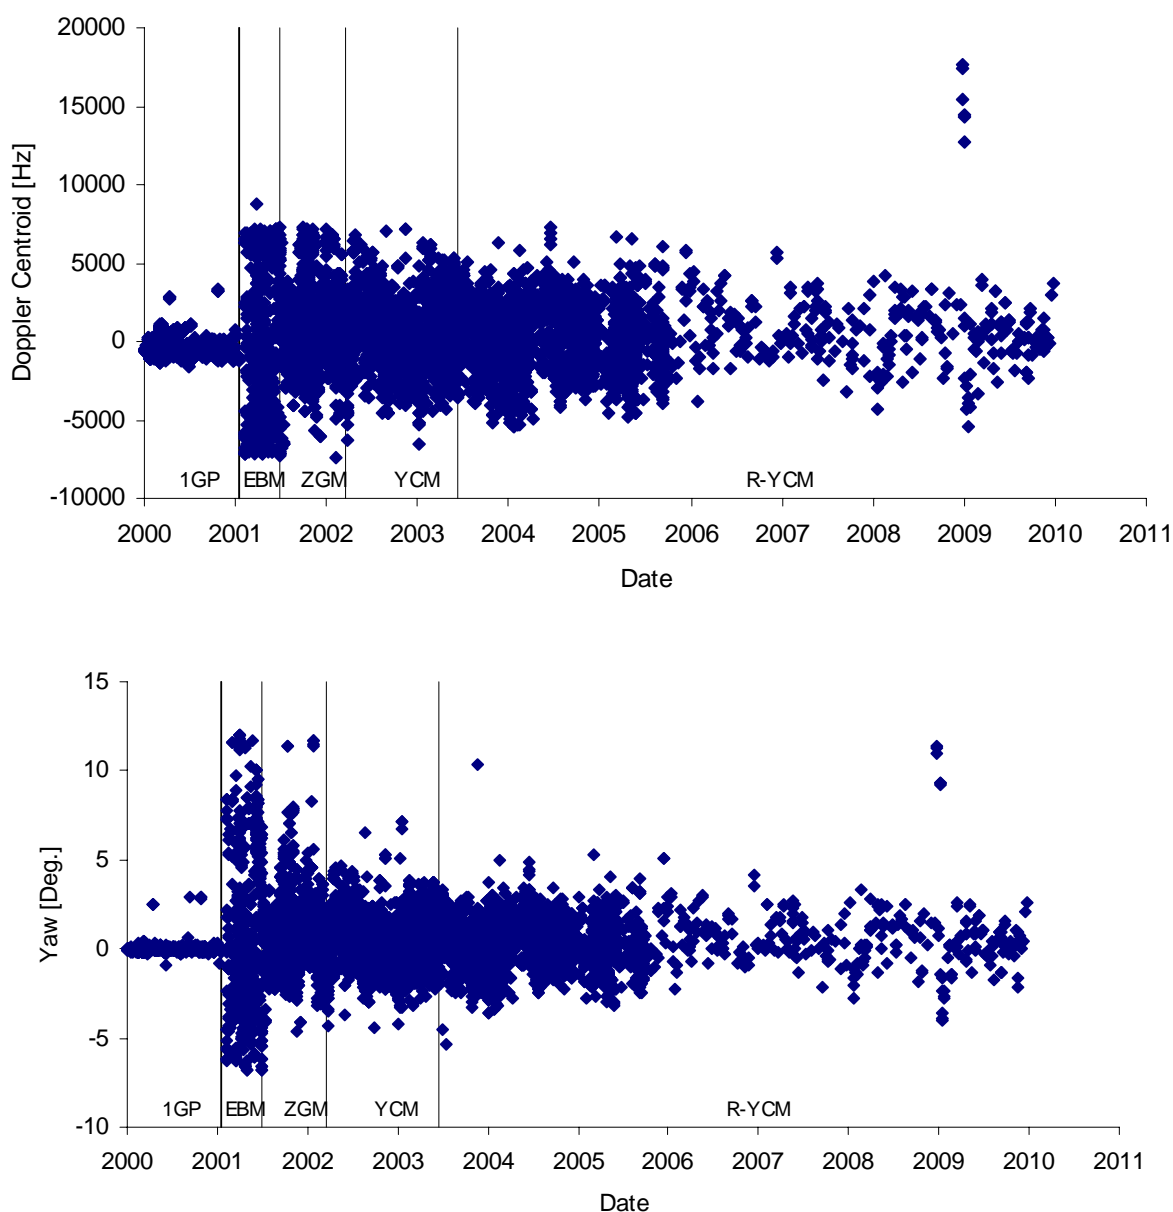 20000
15000
10000
5000
0
-5000
-10000
Doppler Centroid [Hz]
1GP EBM ZGM YCM R-YCM
2000 2001 2002 2003 2004 2005 2006 2007 2008 2009 2010 2011
Date
15
10
5
0
-5
-10
Yaw [Deg.]
1GP EBM ZGM YCM R-YCM
2000 2001 2002 2003 2004 2005 2006 2007 2008 2009 2010 2011
Date